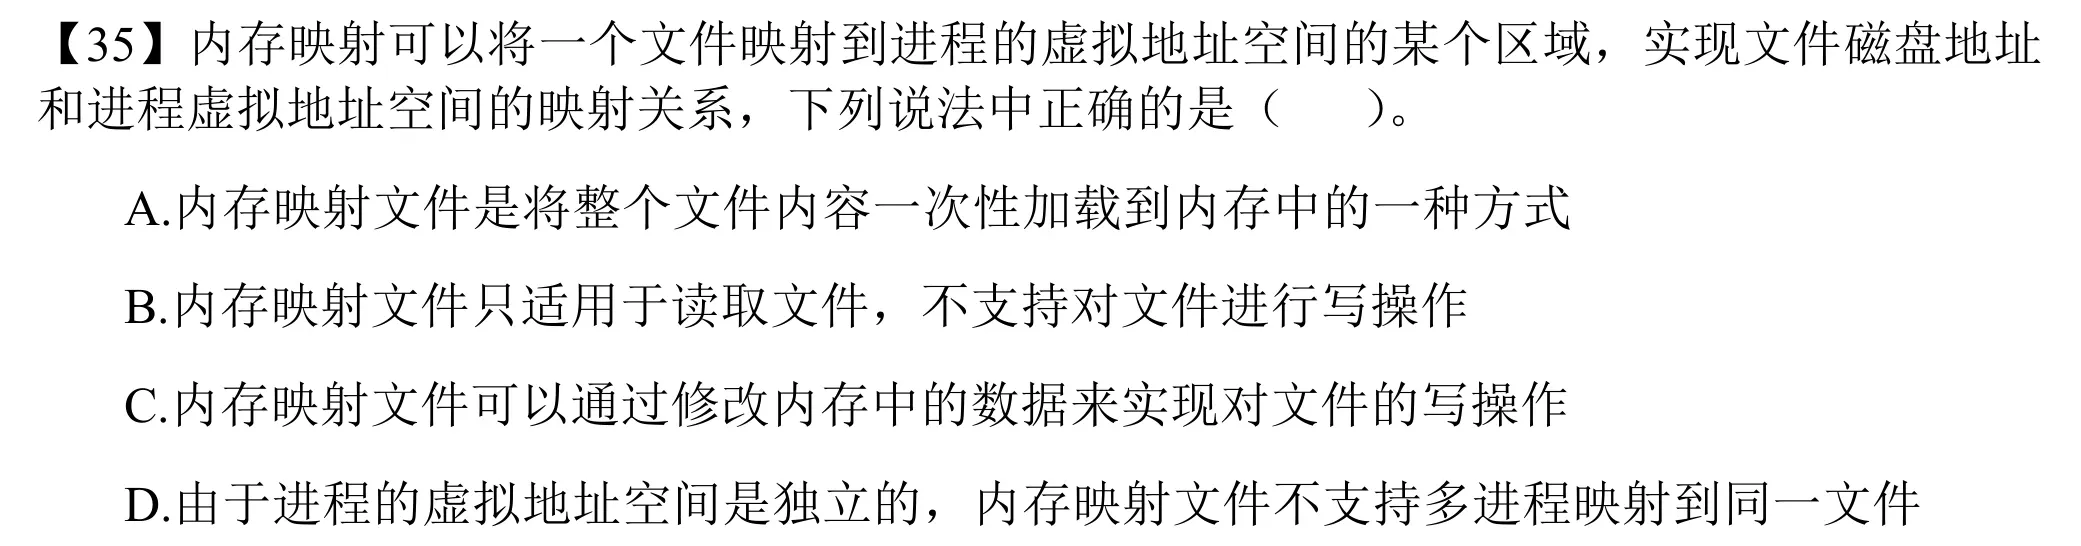 【35】内存映射可以将一个文件映射到进程的虚拟地址空间的某个区域，实现文件磁盘地址
和进程虚拟地址空间的映射关系，下列说法中正确的是（　　）。
A.内存映射文件是将整个文件内容一次性加载到内存中的一种方式
B.内存映射文件只适用于读取文件，不支持对文件进行写操作
C.内存映射文件可以通过修改内存中的数据来实现对文件的写操作
D.由于进程的虚拟地址空间是独立的，内存映射文件不支持多进程映射到同一文件